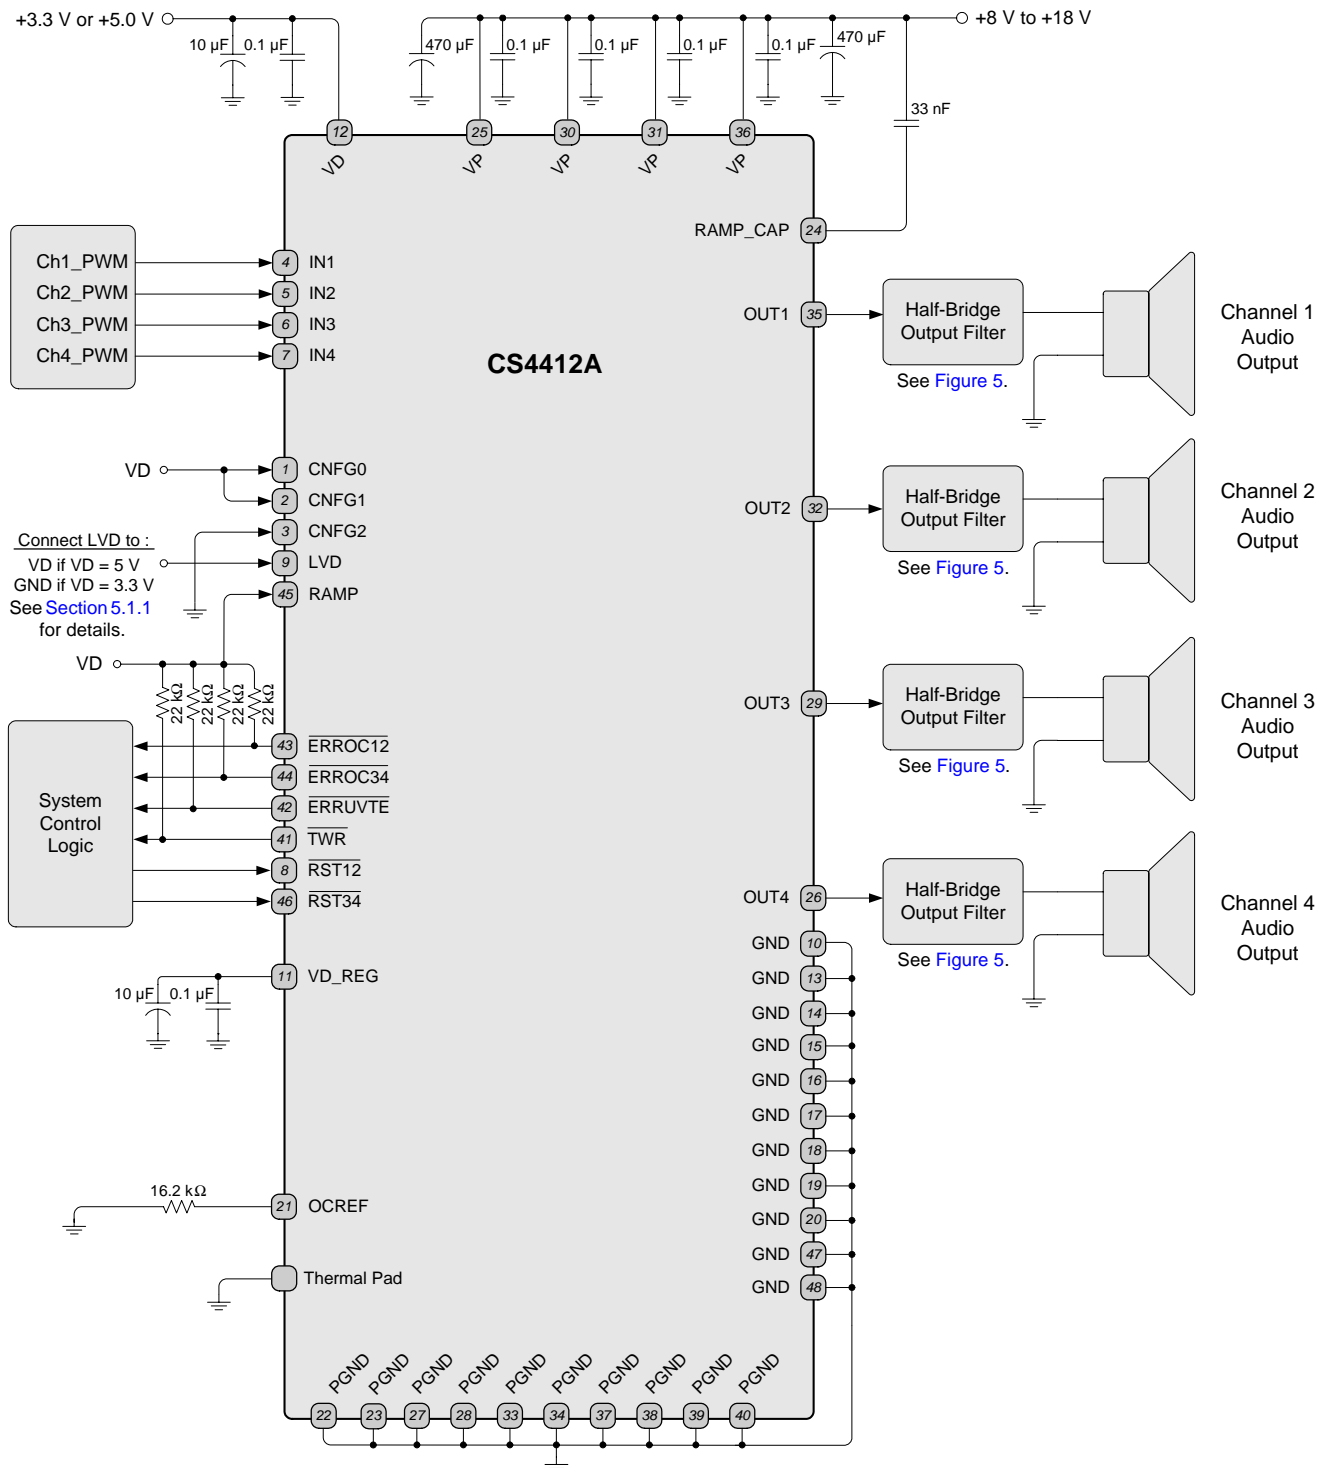 +3.3 V or +5.0 V
+8 V to +18 V
10 µF
0.1 µF
470 µF
0.1 µF
0.1 µF
0.1 µF
0.1 µF
470 µF
33 nF
12
25
30
31
36
VD
VP
VP
VP
VP
RAMP_CAP
24
Ch1_PWM
4
IN1
Ch2_PWM
5
IN2
Ch3_PWM
6
IN3
Ch4_PWM
7
IN4
CS4412A
OUT1
35
Half-Bridge
Output Filter
See Figure 5.
Channel 1
Audio
Output
VD
1
CNFG0
2
CNFG1
3
CNFG2
Connect LVD to :
VD if VD = 5 V
GND if VD = 3.3 V
See Section 5.1.1
for details.
9
LVD
45
RAMP
OUT2
32
Half-Bridge
Output Filter
See Figure 5.
Channel 2
Audio
Output
VD
22 kΩ
22 kΩ
22 kΩ
22 kΩ
OUT3
29
Half-Bridge
Output Filter
See Figure 5.
Channel 3
Audio
Output
System
Control
Logic
43
ERROC12
44
ERROC34
42
ERRUVTE
41
TWR
8
RST12
46
RST34
OUT4
26
Half-Bridge
Output Filter
See Figure 5.
Channel 4
Audio
Output
10 µF
0.1 µF
11
VD_REG
GND
10
GND
13
GND
14
GND
15
GND
16
GND
17
GND
18
GND
19
GND
20
GND
47
GND
48
16.2 kΩ
21
OCREF
Thermal Pad
PGND
PGND
PGND
PGND
PGND
PGND
PGND
PGND
PGND
PGND
22
23
27
28
33
34
37
38
39
40